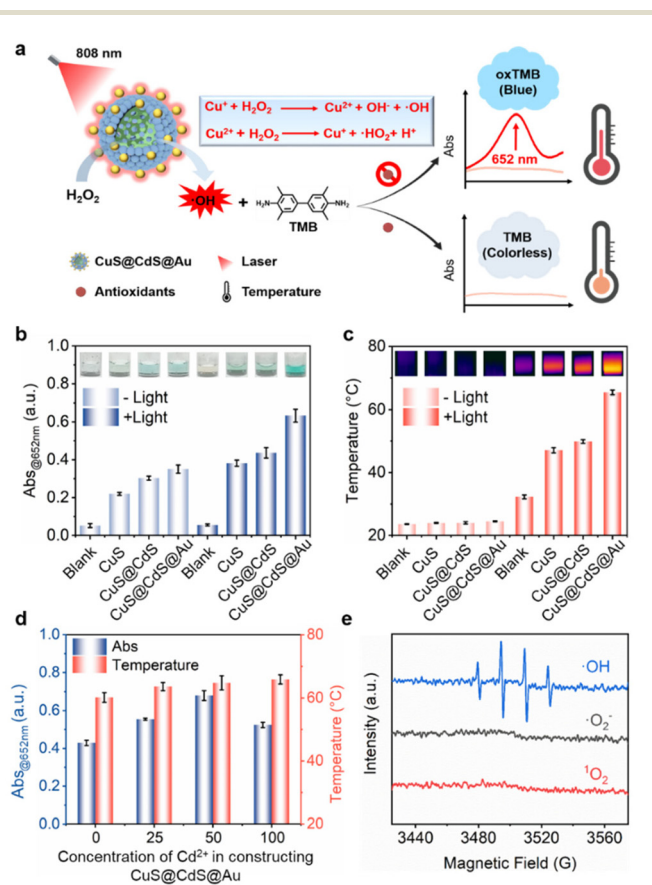 a
808 nm
Cu⁺ + H₂O₂ ⟶ Cu²⁺ + OH⁻ + ·OH
Cu²⁺ + H₂O₂ ⟶ Cu⁺ + ·HO₂ + H⁺
H₂O₂
·OH
+
H₂N
NH₂
TMB
oxTMB
(Blue)
Abs
652 nm
TMB
(Colorless)
Abs
CuS@CdS@Au
Laser
Antioxidants
Temperature
b
Abs@652nm (a.u.)
1.0
0.8
0.6
0.4
0.2
0.0
- Light
+Light
Blank
CuS
CuS@CdS
CuS@CdS@Au
Blank
CuS
CuS@CdS
CuS@CdS@Au
c
Temperature (°C)
80
60
40
20
- Light
+Light
Blank
CuS
CuS@CdS
CuS@CdS@Au
Blank
CuS
CuS@CdS
CuS@CdS@Au
d
Abs@652nm (a.u.)
1.0
0.8
0.6
0.4
0.2
0.0
Abs
Temperature
80
60
40
20
Temperature (°C)
0 25 50 100
Concentration of Cd²⁺ in constructing
CuS@CdS@Au
e
Intensity (a.u.)
·OH
·O₂⁻
¹O₂
3440 3480 3520 3560
Magnetic Field (G)